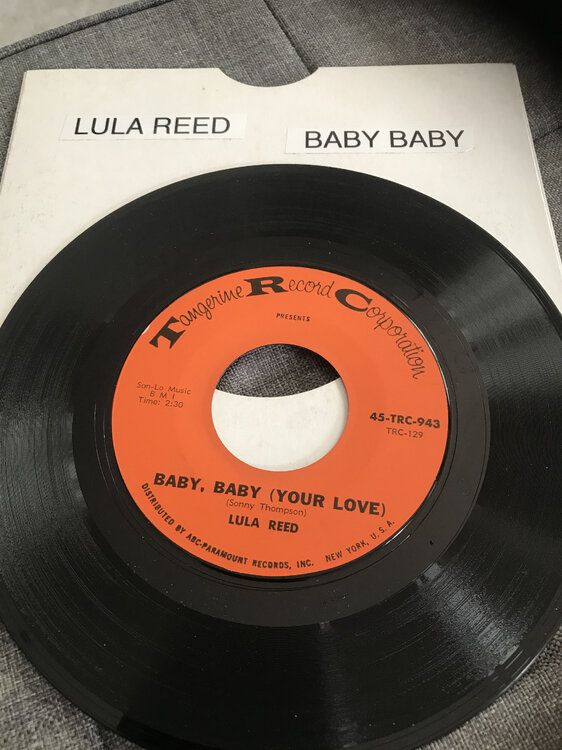 LULA REED
BABY BABY
Tangerine Record Corporation
PRESENTS
Son-Lo Music
B M I
Time: 2:30
45-TRC-943
TRC-129
BABY, BABY (YOUR LOVE)
(Sonny Thompson)
LULA REED
DISTRIBUTED BY ABC-PARAMOUNT RECORDS, INC. NEW YORK, U.S.A.